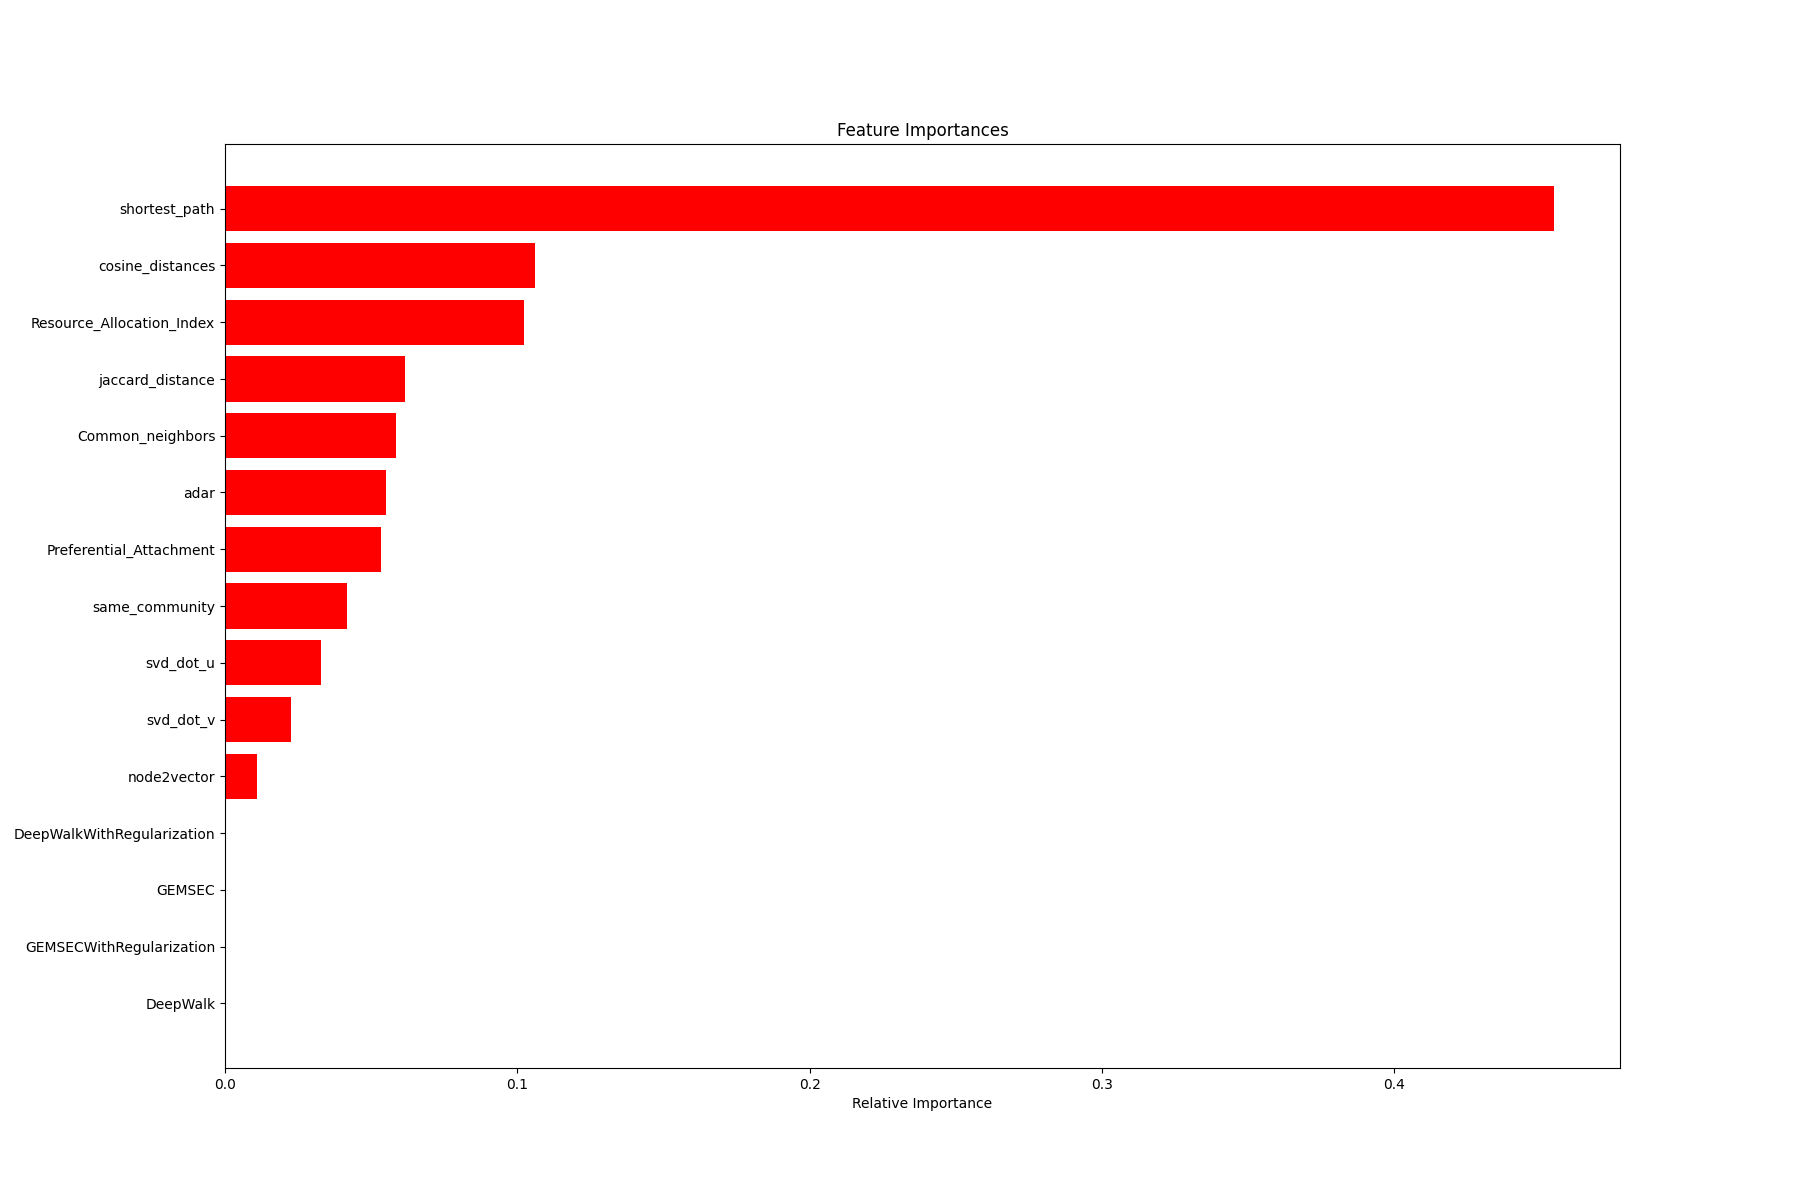 Feature Importances
shortest_path
cosine_distances
Resource_Allocation_Index
jaccard_distance
Common_neighbors
adar
Preferential_Attachment
same_community
svd_dot_u
svd_dot_v
node2vector
DeepWalkWithRegularization
GEMSEC
GEMSECWithRegularization
DeepWalk
0.0 0.1 0.2 0.3 0.4
Relative Importance